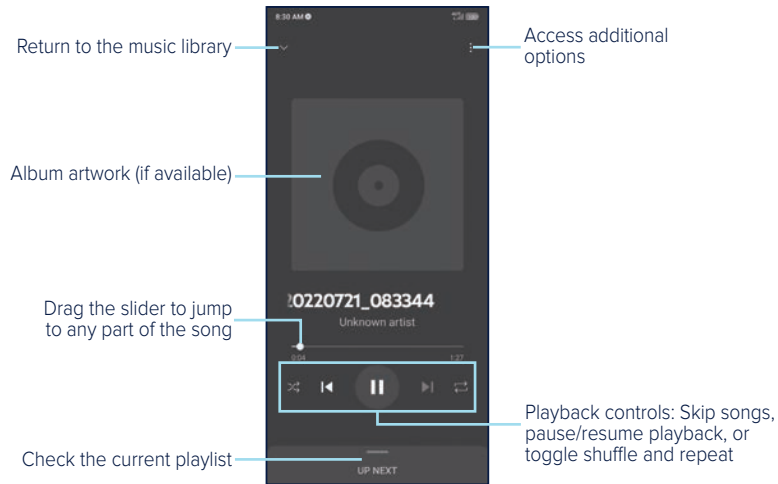 8:30 AM
Return to the music library
Access additional
options
Album artwork (if available)
20220721_083344
Unknown artist
Drag the slider to jump
to any part of the song
0:04
1:27
Playback controls: Skip songs,
pause/resume playback, or
toggle shuffle and repeat
Check the current playlist
UP NEXT